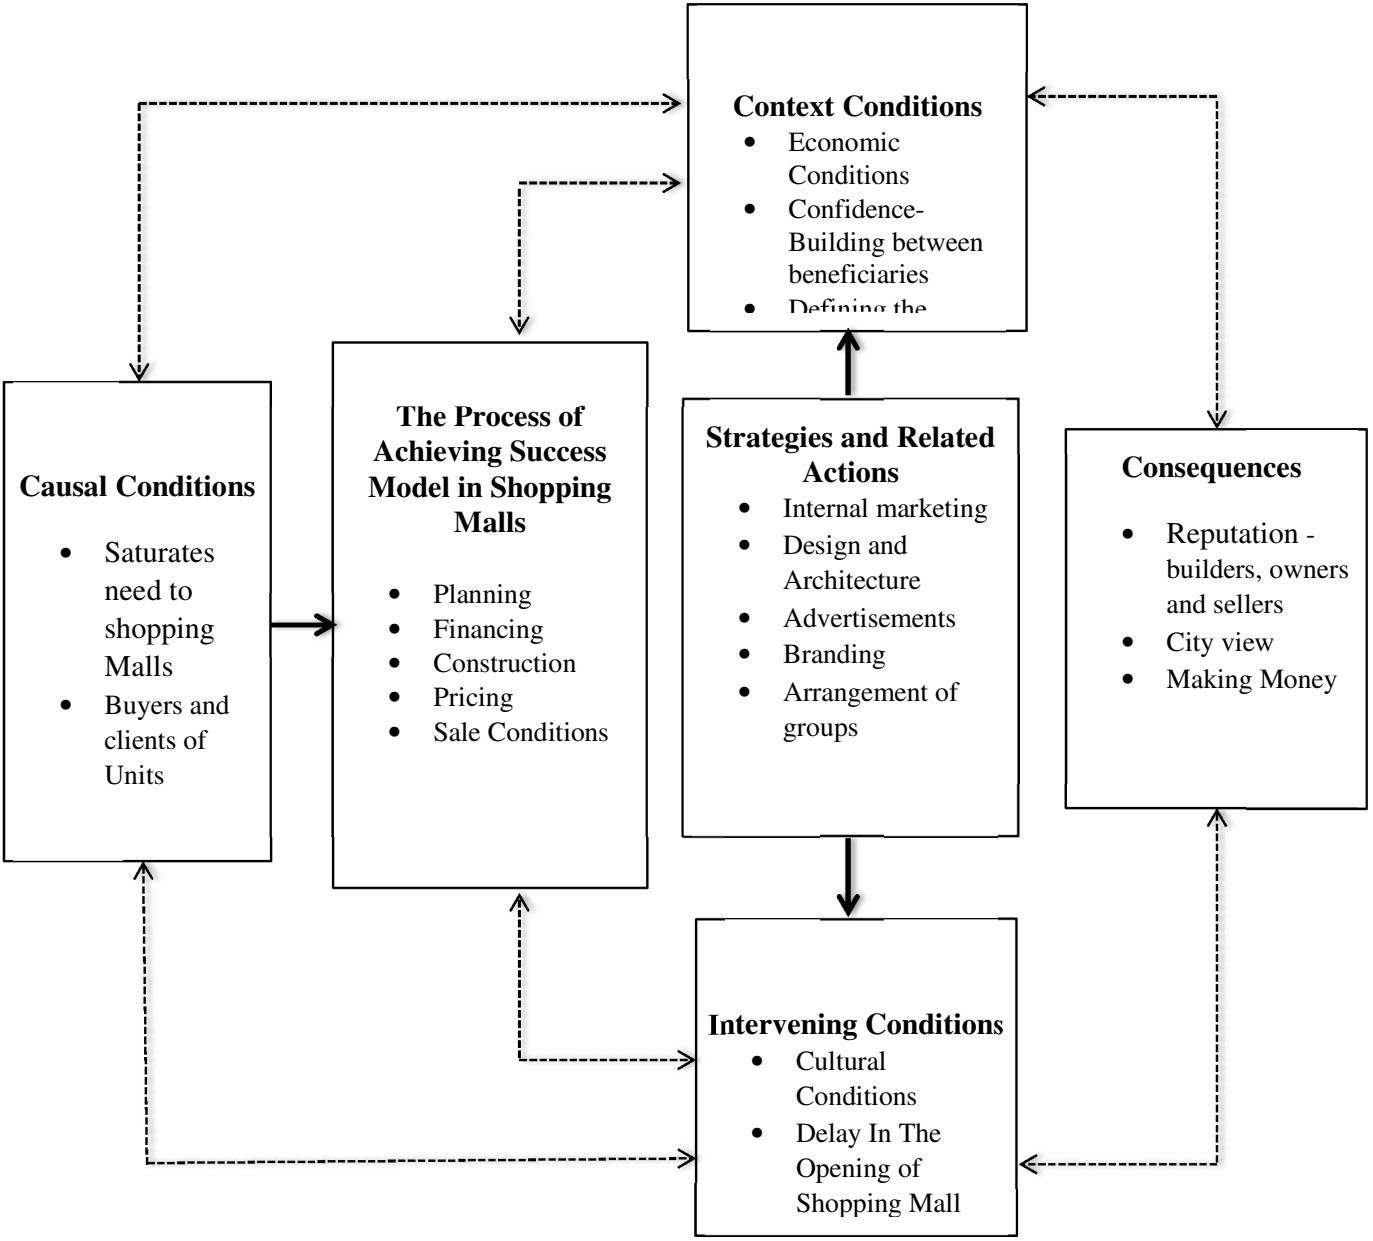 Context Conditions
• Economic
Conditions
• Confidence-
Building between
beneficiaries
• Defining the
Causal Conditions
• Saturates
need to
shopping
Malls
• Buyers and
clients of
Units
The Process of
Achieving Success
Model in Shopping
Malls
• Planning
• Financing
• Construction
• Pricing
• Sale Conditions
Strategies and Related
Actions
• Internal marketing
• Design and
Architecture
• Advertisements
• Branding
• Arrangement of
groups
Consequences
• Reputation -
builders, owners
and sellers
• City view
• Making Money
Intervening Conditions
• Cultural
Conditions
• Delay In The
Opening of
Shopping Mall